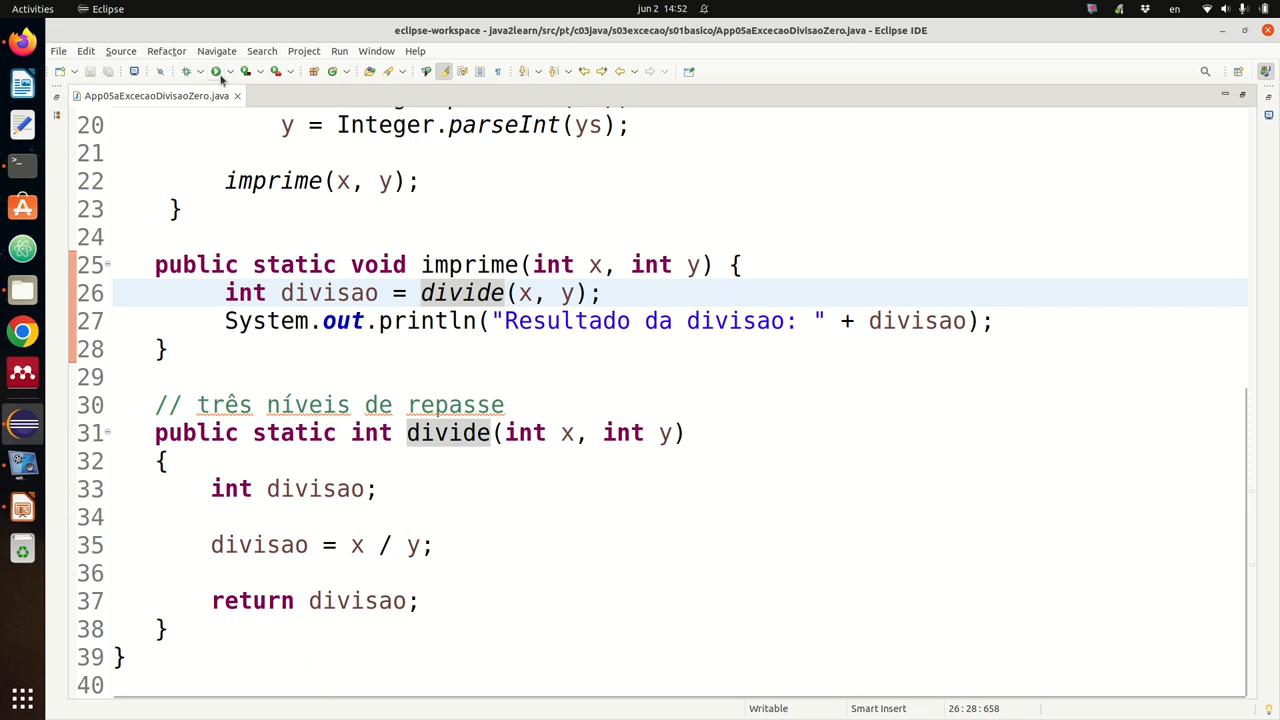 Activities
Eclipse
jun 2 14:52
en
eclipse-workspace - java2learn/src/pt/c03java/s03excecao/s01basico/App05aExcecaoDivisaoZero.java - Eclipse IDE
File Edit Source Refactor Navigate Search Project Run Window Help
App05aExcecaoDivisaoZero.java
20 y = Integer.parseInt(ys);
21
22 imprime(x, y);
23 }
24
25 public static void imprime(int x, int y) {
26 int divisao = divide(x, y);
27 System.out.println("Resultado da divisao: " + divisao);
28 }
29
30 // três níveis de repasse
31 public static int divide(int x, int y)
32 {
33 int divisao;
34
35 divisao = x / y;
36
37 return divisao;
38 }
39 }
40
Writable
Smart Insert
26 : 28 : 658